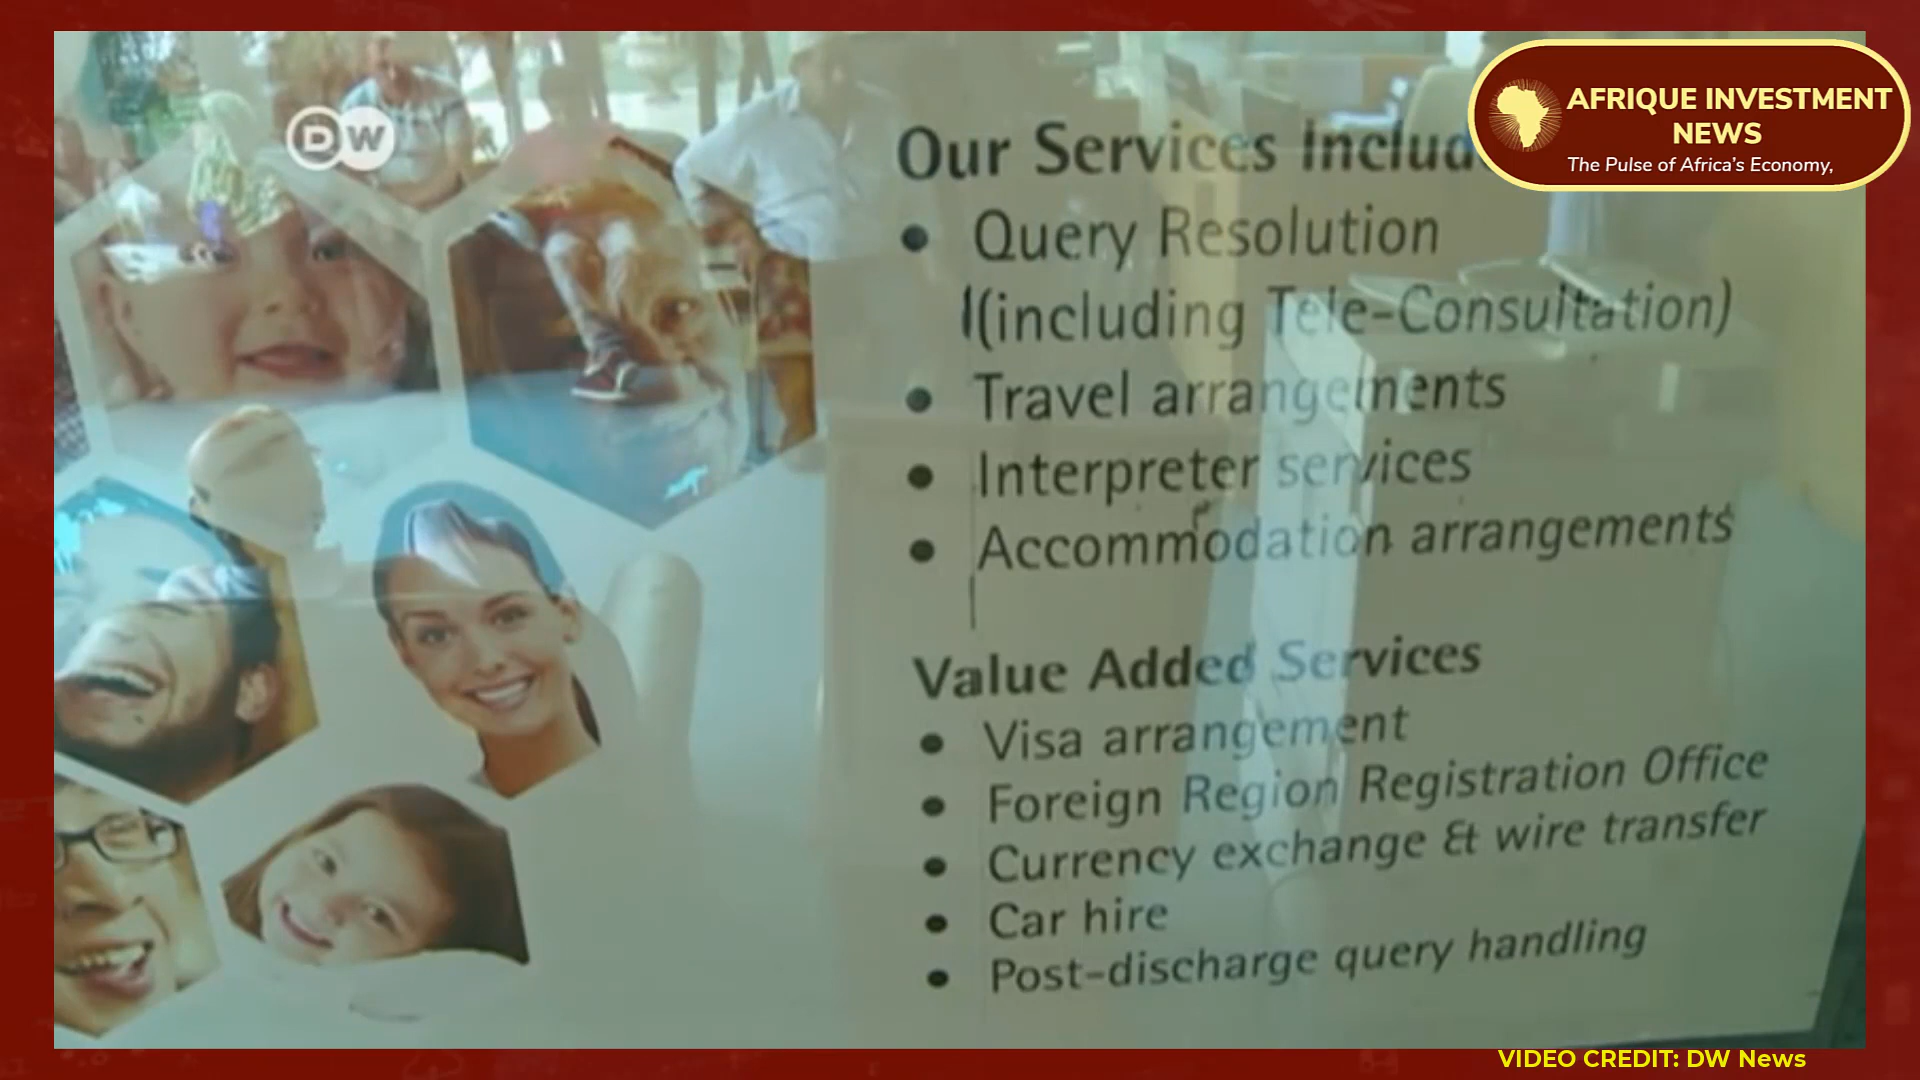 DW
AFRIQUE INVESTMENT
NEWS
The Pulse of Africa's Economy,
Our Services Includ
• Query Resolution
(including Tele-Consultation)
• Travel arrangements
• Interpreter services
• Accommodation arrangements
Value Added Services
• Visa arrangement
• Foreign Region Registration Office
• Currency exchange & wire transfer
• Car hire
• Post-discharge query handling
VIDEO CREDIT: DW News